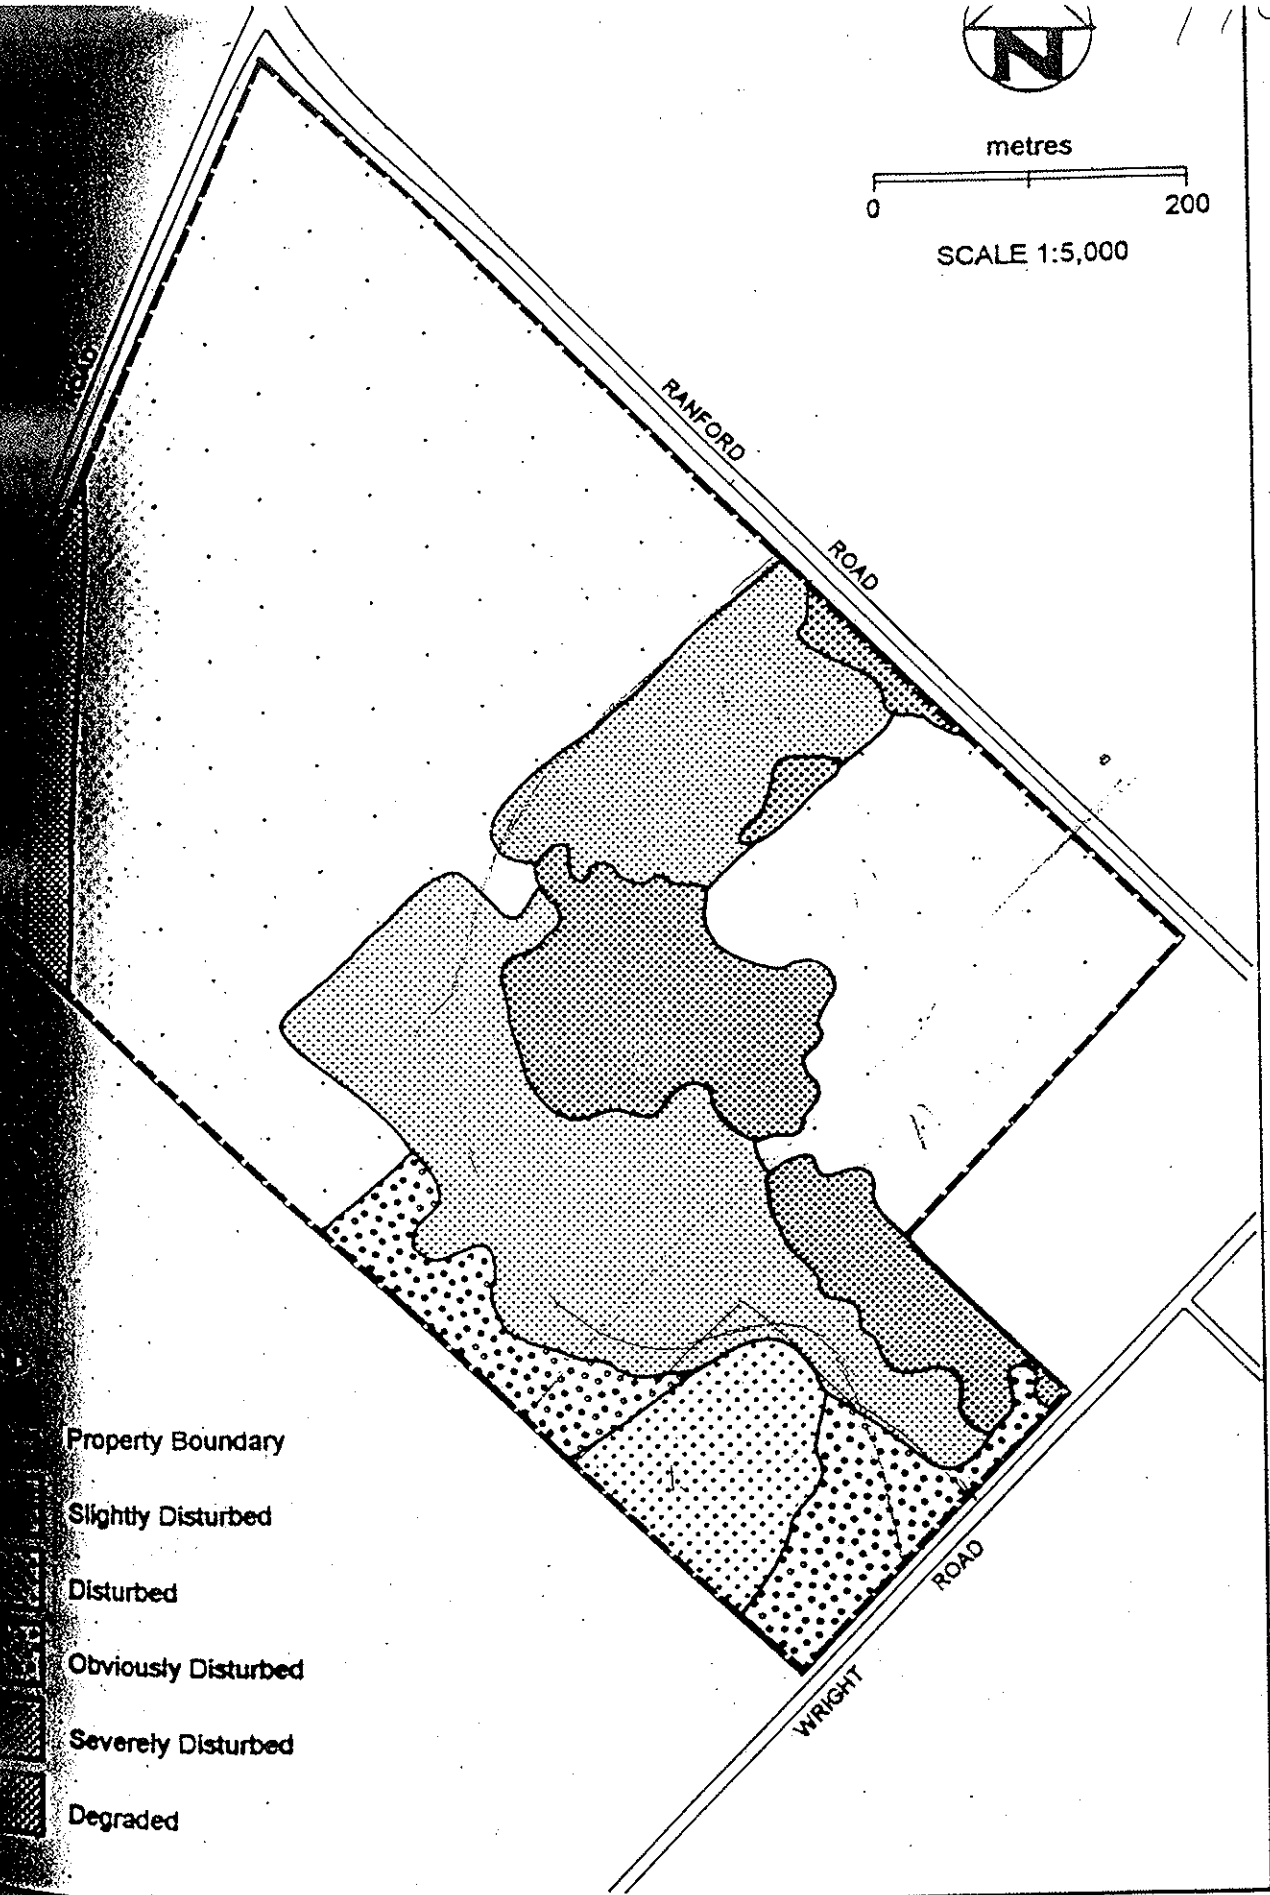 N
metres
0 200
SCALE 1:5,000
ROAD
RANFORD
ROAD
Property Boundary
Slightly Disturbed
Disturbed
Obviously Disturbed
Severely Disturbed
Degraded
ROAD
WRIGHT